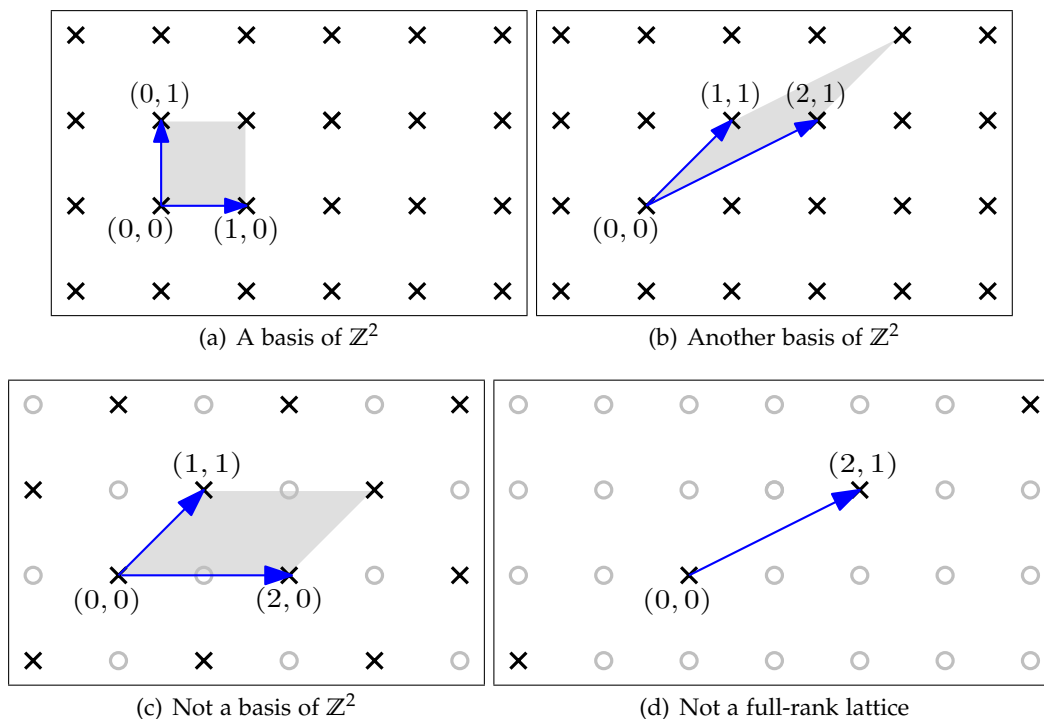 (0, 1)
(0, 0)
(1, 0)
(a) A basis of ℤ²
(1, 1)
(2, 1)
(0, 0)
(b) Another basis of ℤ²
(1, 1)
(0, 0)
(2, 0)
(c) Not a basis of ℤ²
(2, 1)
(0, 0)
(d) Not a full-rank lattice